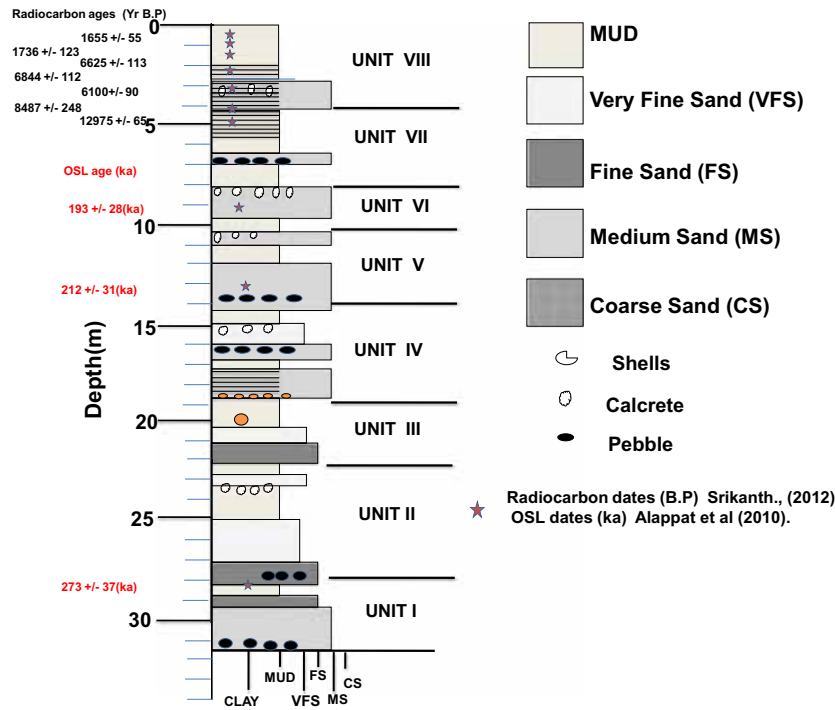 Radiocarbon ages (Yr B.P)
1655 +/- 55
1736 +/- 123
6625 +/- 113
6844 +/- 112
6100+/- 90
8487 +/- 248
12975 +/- 65
OSL age (ka)
193 +/- 28(ka)
212 +/- 31(ka)
273 +/- 37(ka)
Depth(m)
0
5
10
15
20
25
30
UNIT VIII
UNIT VII
UNIT VI
UNIT V
UNIT IV
UNIT III
UNIT II
UNIT I
CLAY
MUD
VFS
FS
MS
CS
MUD
Very Fine Sand (VFS)
Fine Sand (FS)
Medium Sand (MS)
Coarse Sand (CS)
Shells
Calcrete
Pebble
Radiocarbon dates (B.P) Srikanth., (2012)
OSL dates (ka) Alappat et al (2010).